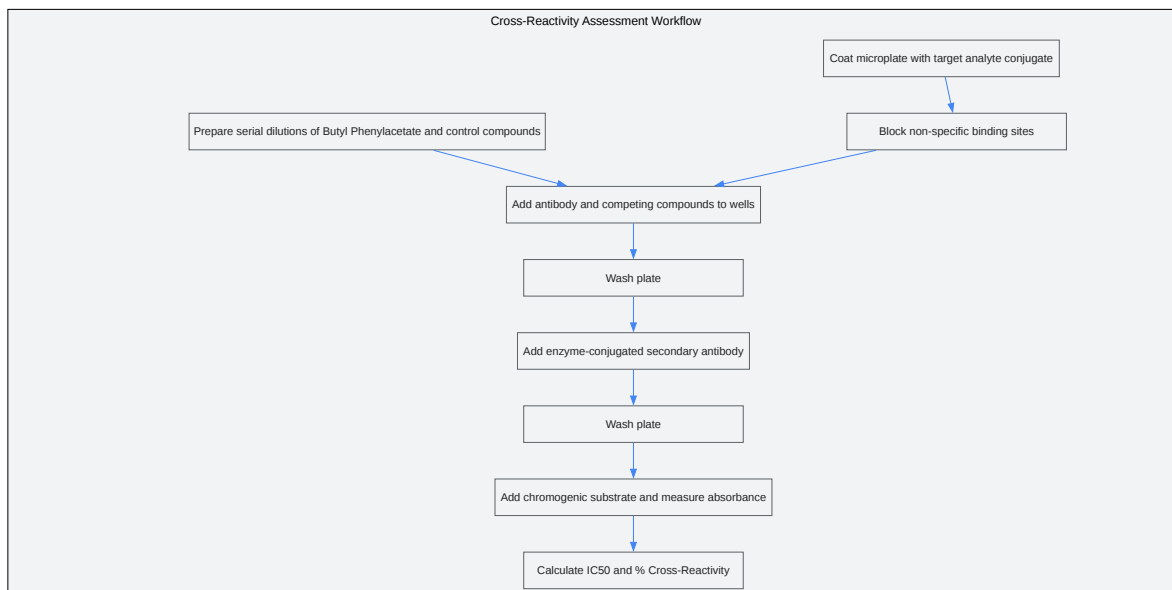 Cross-Reactivity Assessment Workflow
Coat microplate with target analyte conjugate
Prepare serial dilutions of Butyl Phenylacetate and control compounds
Block non-specific binding sites
Add antibody and competing compounds to wells
Wash plate
Add enzyme-conjugated secondary antibody
Wash plate
Add chromogenic substrate and measure absorbance
Calculate IC50 and % Cross-Reactivity